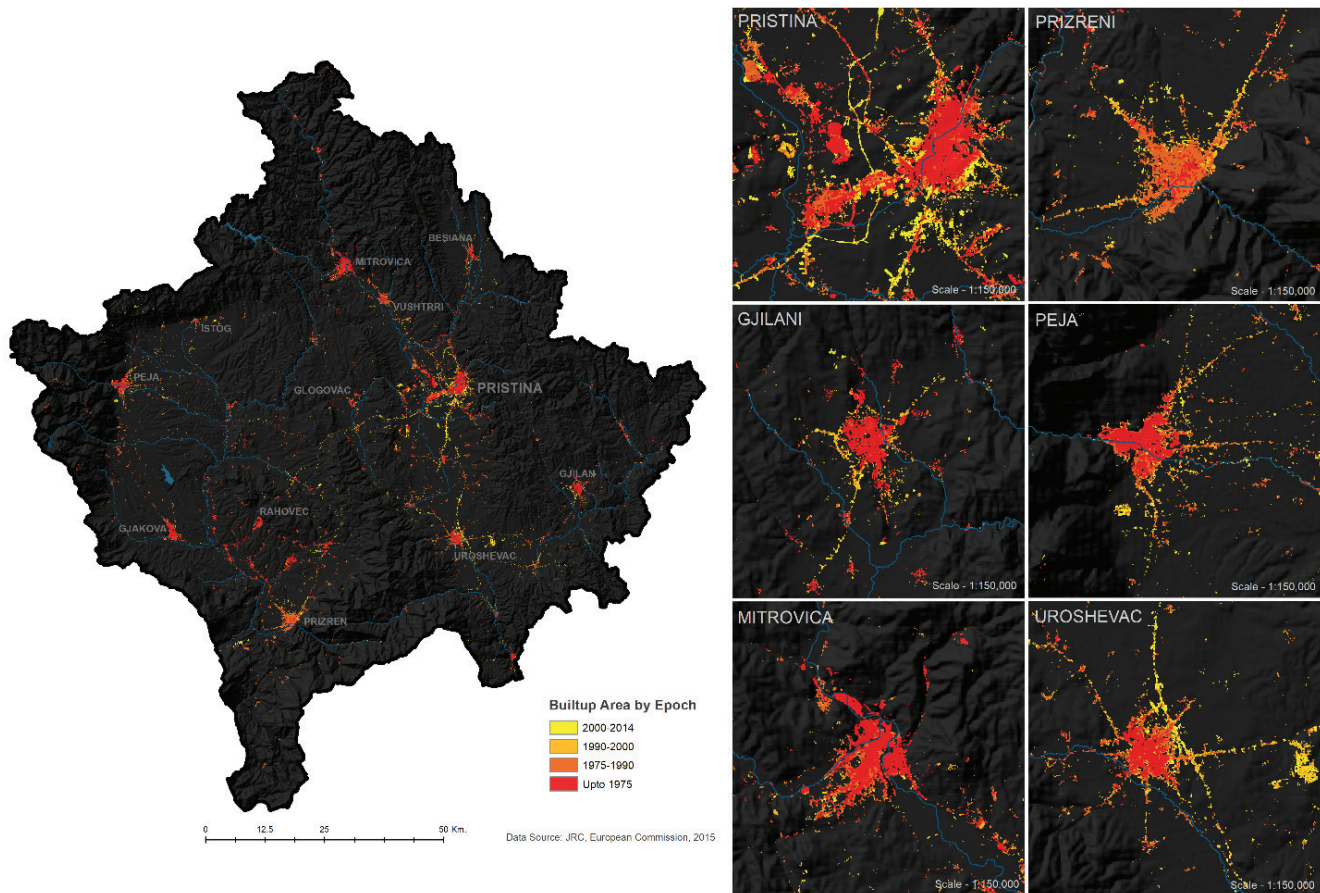 MITROVICA
BESIANA
VUSHTRRI
ISTOG
PEJA
GLOGOVAC
PRISTINA
GJILAN
RAHOVEC
GJAKOVA
UROSHEVAC
PRIZREN
Builtup Area by Epoch
2000-2014
1990-2000
1975-1990
Upto 1975
0 12.5 25 50 Km.
Data Source: JRC, European Commission, 2015
PRISTINA
Scale - 1:150,000
PRIZRENI
Scale - 1:150,000
GJILANI
Scale - 1:150,000
PEJA
Scale - 1:150,000
MITROVICA
Scale - 1:150,000
UROSHEVAC
Scale - 1:150,000